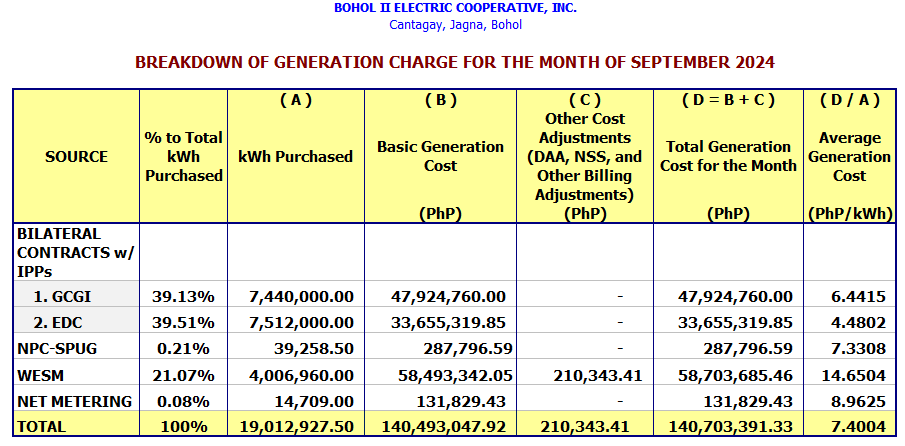 BOHOL II ELECTRIC COOPERATIVE, INC.
Cantagay, Jagna, Bohol
BREAKDOWN OF GENERATION CHARGE FOR THE MONTH OF SEPTEMBER 2024
SOURCE
% to Total
kWh
Purchased
( A )
kWh Purchased
( B )
Basic Generation
Cost
(PhP)
( C )
Other Cost
Adjustments
(DAA, NSS, and
Other Billing
Adjustments)
(PhP)
( D = B + C )
Total Generation
Cost for the Month
(PhP)
( D / A )
Average
Generation
Cost
(PhP/kWh)
BILATERAL
CONTRACTS w/
IPPs
1. GCGI 39.13% 7,440,000.00 47,924,760.00 - 47,924,760.00 6.4415
2. EDC 39.51% 7,512,000.00 33,655,319.85 - 33,655,319.85 4.4802
NPC-SPUG 0.21% 39,258.50 287,796.59 - 287,796.59 7.3308
WESM 21.07% 4,006,960.00 58,493,342.05 210,343.41 58,703,685.46 14.6504
NET METERING 0.08% 14,709.00 131,829.43 - 131,829.43 8.9625
TOTAL 100% 19,012,927.50 140,493,047.92 210,343.41 140,703,391.33 7.4004